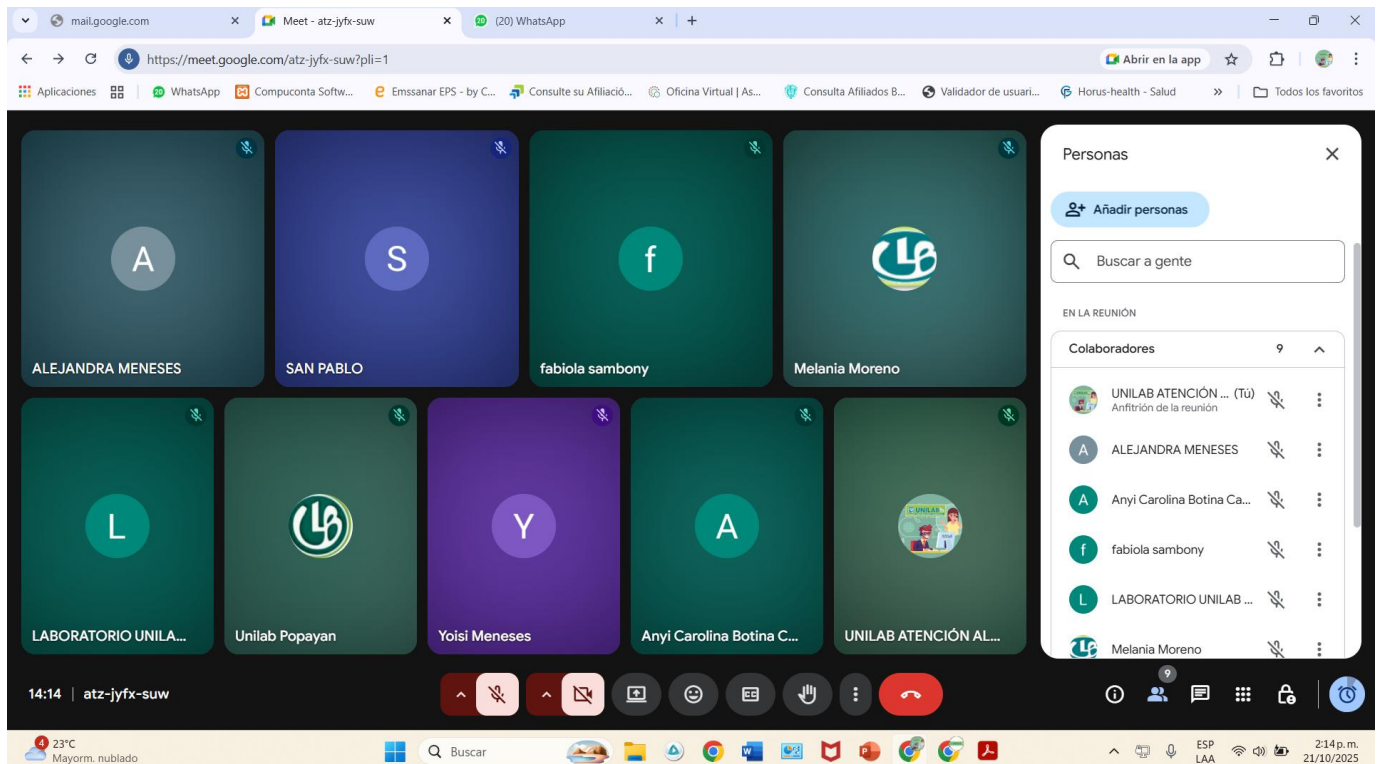 mail.google.com
Meet - atz-jyfx-suw
20 (20) WhatsApp
https://meet.google.com/atz-jyfx-suw?pli=1
Abrir en la app
Aplicaciones
20 WhatsApp
Compuconta Softw...
Emssanar EPS - by C...
Consulte su Afiliació...
Oficina Virtual | As...
Consulta Afiliados B...
Validador de usuari...
Horus-health - Salud
Todos los favoritos
A
ALEJANDRA MENESES
S
SAN PABLO
f
fabiola sambony
CLB
Melania Moreno
L
LABORATORIO UNILA...
CLB
Unilab Popayan
Y
Yoisi Meneses
A
Anyi Carolina Botina C...
UNILAB
UNILAB ATENCIÓN AL...
Personas
Añadir personas
Buscar a gente
EN LA REUNIÓN
Colaboradores 9
UNILAB ATENCIÓN ... (Tú)
Anfitrión de la reunión
A ALEJANDRA MENESES
A Anyi Carolina Botina Ca...
f fabiola sambony
L LABORATORIO UNILAB ...
Melania Moreno
14:14 | atz-jyfx-suw
9
4 23°C
Mayorm. nublado
Buscar
ESP
LAA
2:14 p. m.
21/10/2025